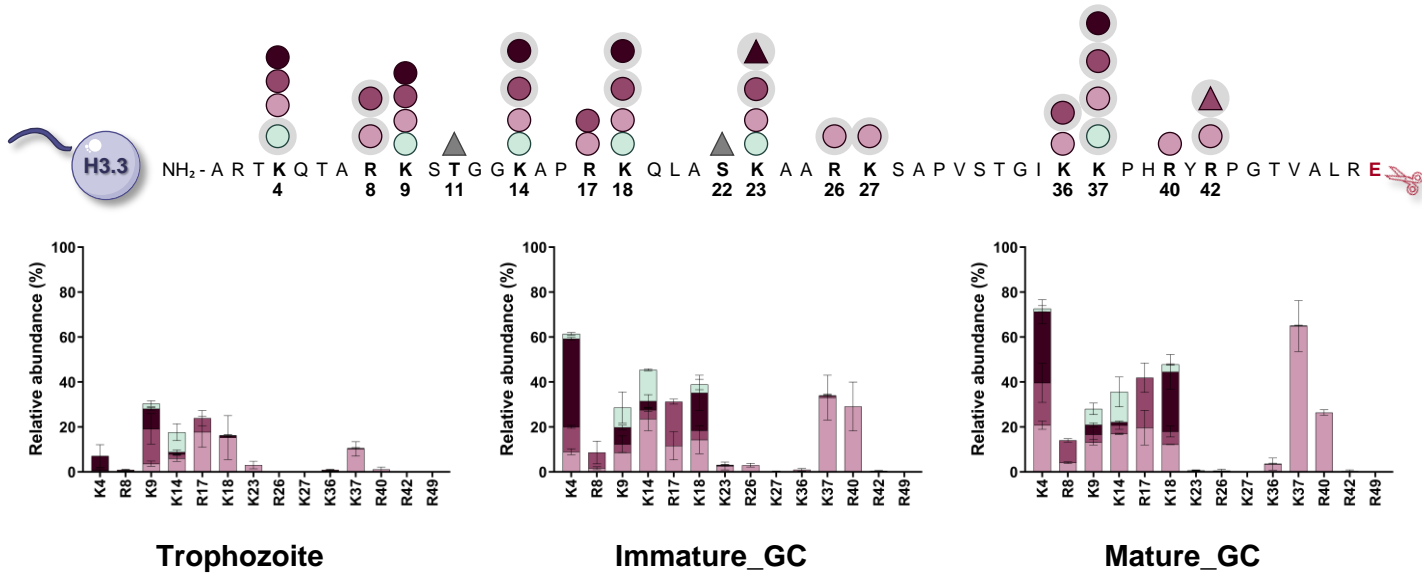 H3.3
NH₂ - A R T K Q T A R K S T G G K A P R K Q L A S K A A R K S A P V S T G I K K P H R Y R P G T V A L R E
4 8 9 11 14 17 18 22 23 26 27 36 37 40 42
Relative abundance (%)
100
80
60
40
20
0
K4 R8 K9 K14 R17 K18 K23 R26 K27 K36 K37 R40 R42 R49
Trophozoite
Relative abundance (%)
100
80
60
40
20
0
K4 R8 K9 K14 R17 K18 K23 R26 K27 K36 K37 R40 R42 R49
Immature_GC
Relative abundance (%)
100
80
60
40
20
0
K4 R8 K9 K14 R17 K18 K23 R26 K27 K36 K37 R40 R42 R49
Mature_GC